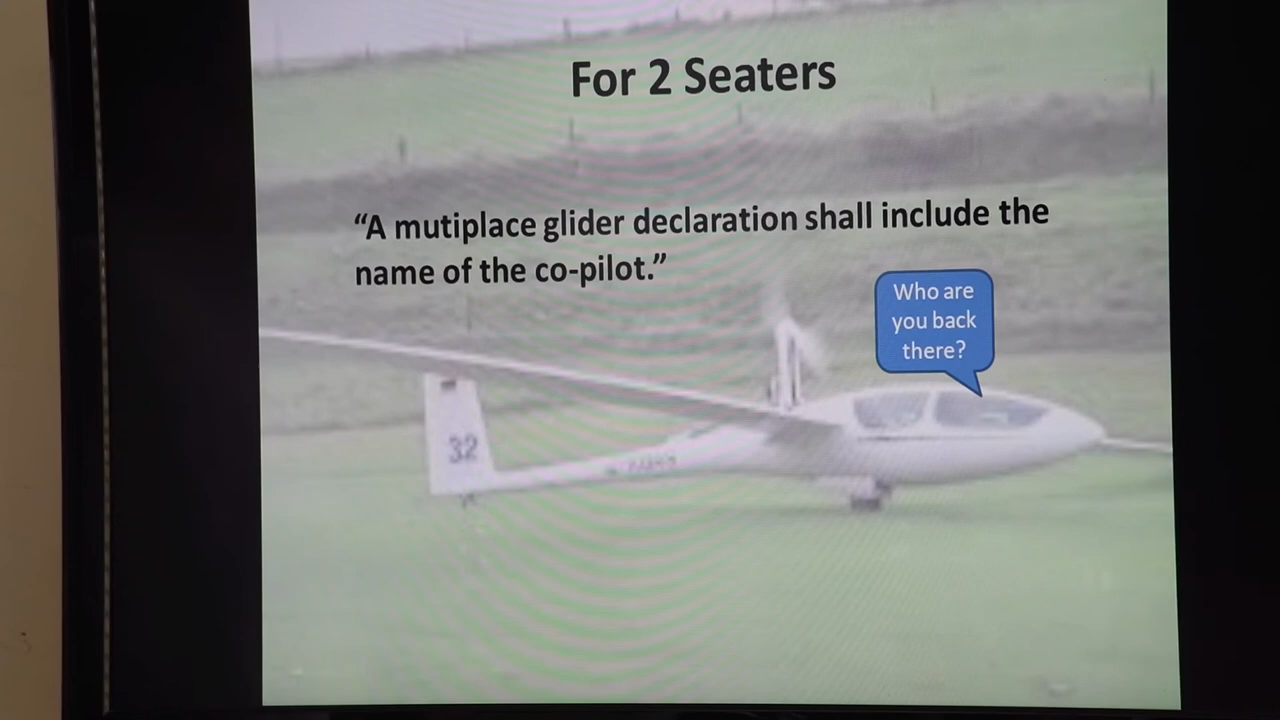 For 2 Seaters
“A mutiplace glider declaration shall include the
name of the co-pilot.”
Who are
you back
there?
32